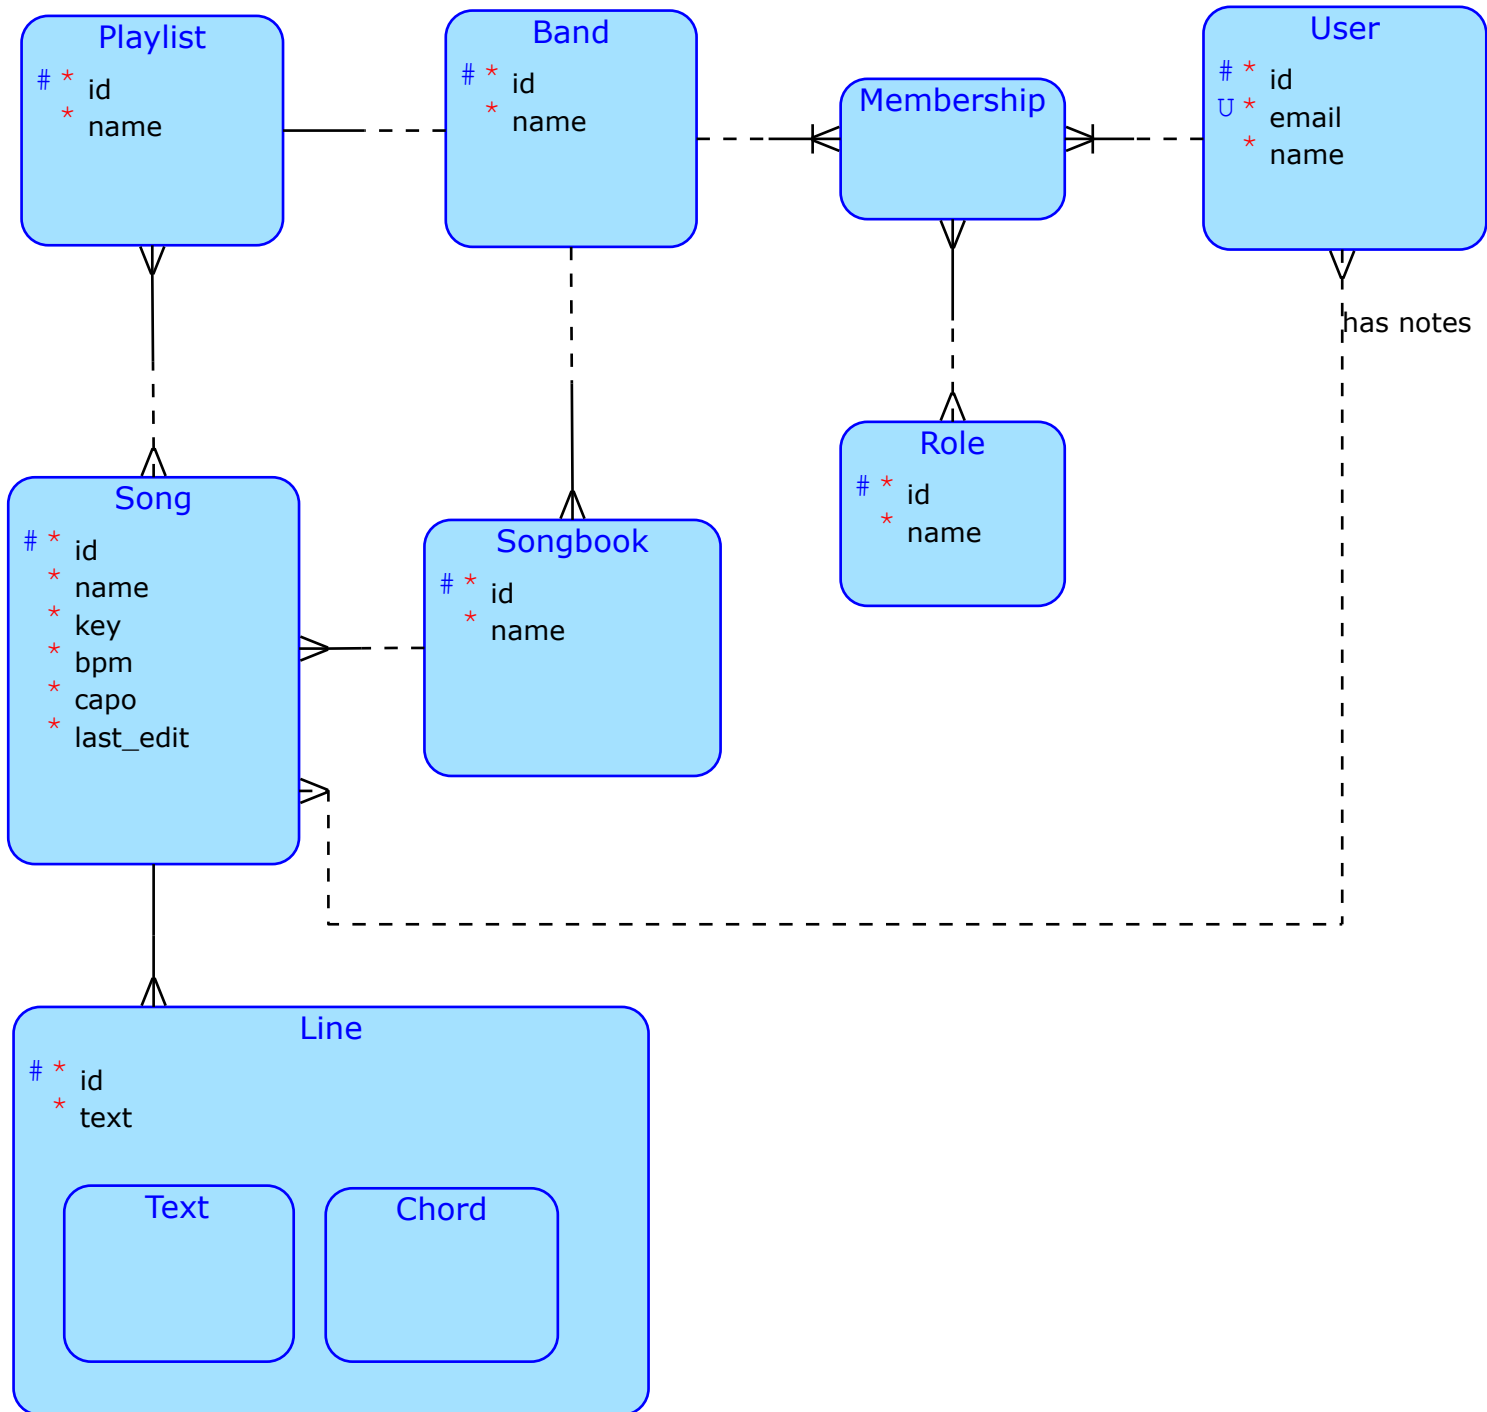 Playlist
# * id
* name
Band
# * id
* name
Membership
User
# * id
U * email
* name
has notes
Song
# * id
* name
* key
* bpm
* capo
* last_edit
Songbook
# * id
* name
Role
# * id
* name
Line
# * id
* text
Text
Chord